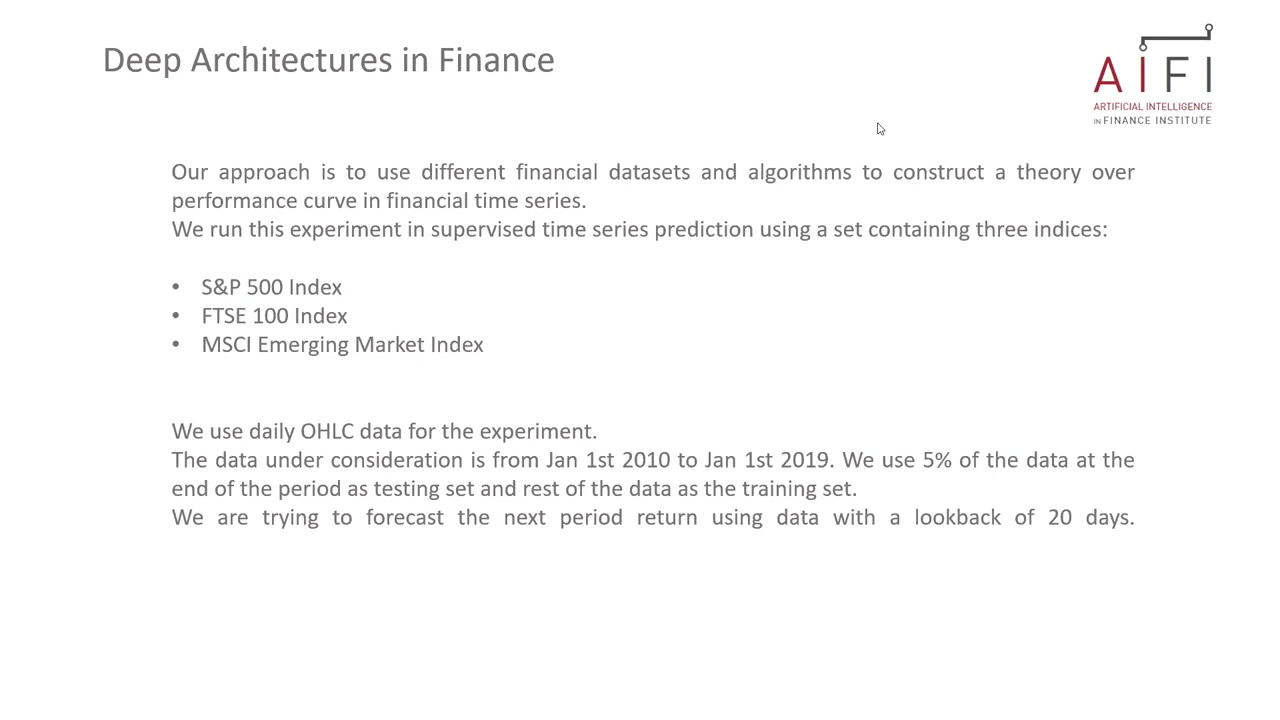 Deep Architectures in Finance
AIFI
ARTIFICIAL INTELLIGENCE
IN FINANCE INSTITUTE
Our approach is to use different financial datasets and algorithms to construct a theory over
performance curve in financial time series.
We run this experiment in supervised time series prediction using a set containing three indices:
• S&P 500 Index
• FTSE 100 Index
• MSCI Emerging Market Index
We use daily OHLC data for the experiment.
The data under consideration is from Jan 1st 2010 to Jan 1st 2019. We use 5% of the data at the
end of the period as testing set and rest of the data as the training set.
We are trying to forecast the next period return using data with a lookback of 20 days.